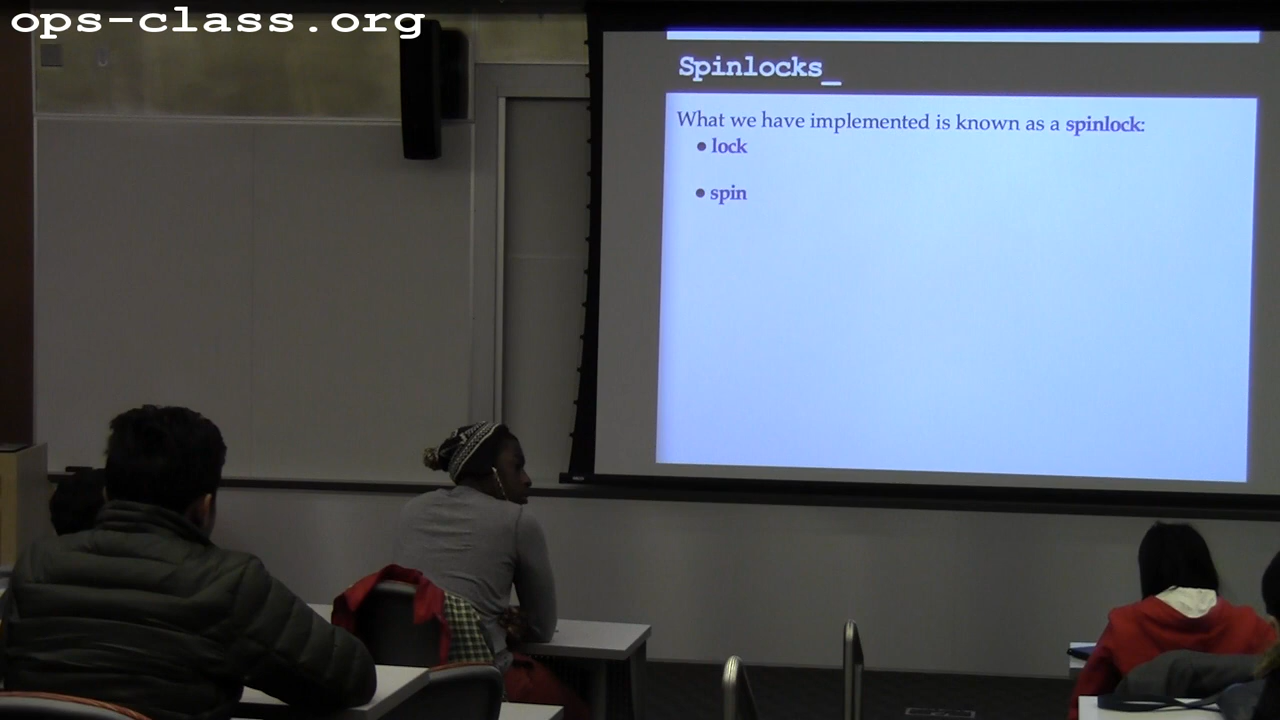 ops-class.org
Spinlocks_
What we have implemented is known as a spinlock:
• lock
• spin